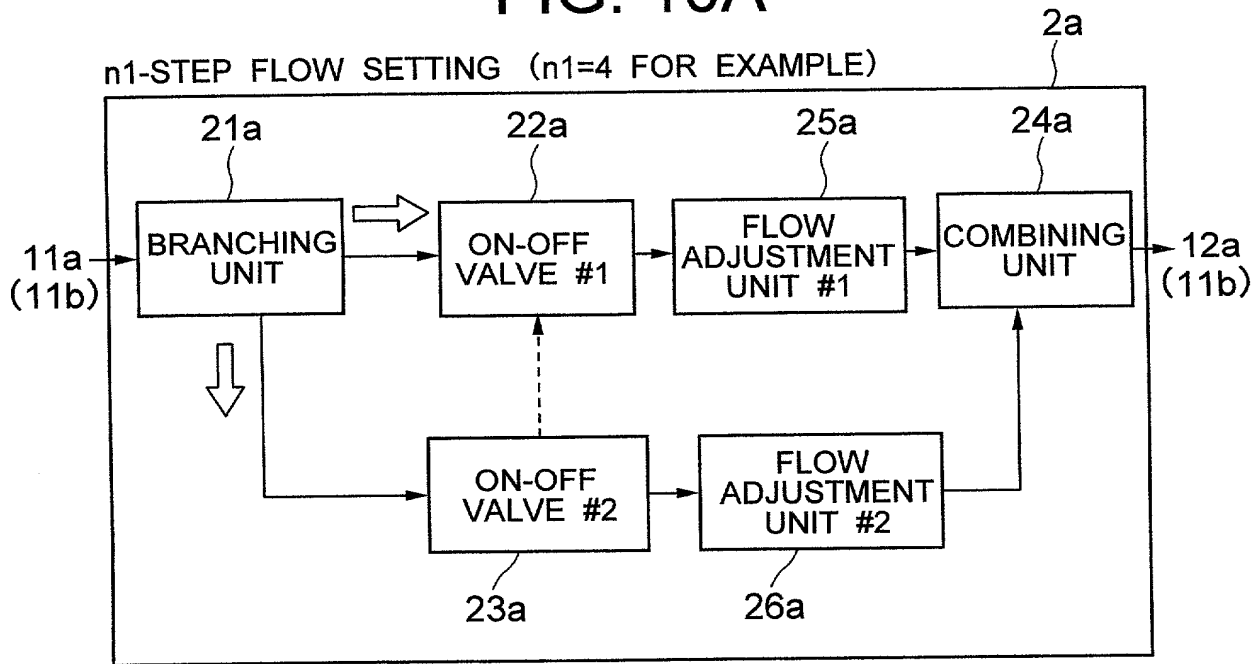 FIG. 10A
2a
n1-STEP FLOW SETTING (n1=4 FOR EXAMPLE)
21a
22a
25a
24a
11a
(11b)
BRANCHING
UNIT
ON-OFF
VALVE #1
FLOW
ADJUSTMENT
UNIT #1
COMBINING
UNIT
12a
(11b)
ON-OFF
VALVE #2
FLOW
ADJUSTMENT
UNIT #2
23a
26a